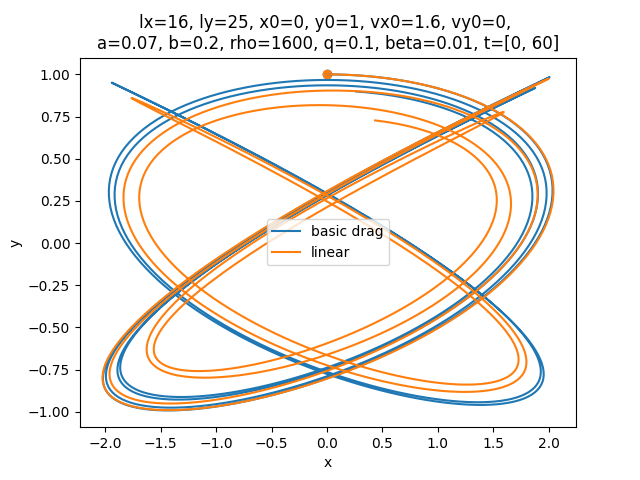 lx=16, ly=25, x0=0, y0=1, vx0=1.6, vy0=0,
a=0.07, b=0.2, rho=1600, q=0.1, beta=0.01, t=[0, 60]
1.00
0.75
0.50
0.25
0.00
−0.25
−0.50
−0.75
−1.00
y
basic drag
linear
−2.0 −1.5 −1.0 −0.5 0.0 0.5 1.0 1.5 2.0
x